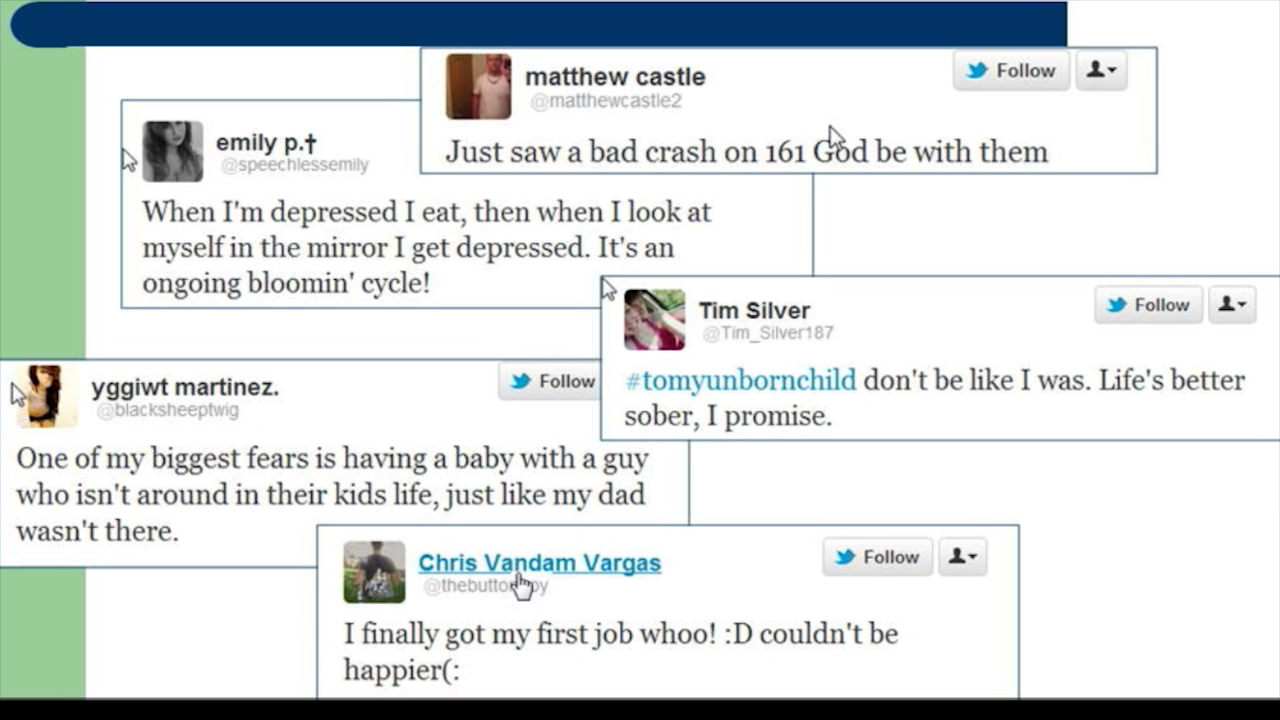 matthew castle
@matthewcastle2
Follow
Just saw a bad crash on 161 God be with them
emily p.†
@speechlessemily
When I'm depressed I eat, then when I look at
myself in the mirror I get depressed. It's an
ongoing bloomin' cycle!
Tim Silver
@Tim_Silver187
Follow
#tomyunbornchild don't be like I was. Life's better
sober, I promise.
yggiwt martinez.
@blacksheeptwig
Follow
One of my biggest fears is having a baby with a guy
who isn't around in their kids life, just like my dad
wasn't there.
Chris Vandam Vargas
Follow
I finally got my first job whoo! :D couldn't be
happier(: